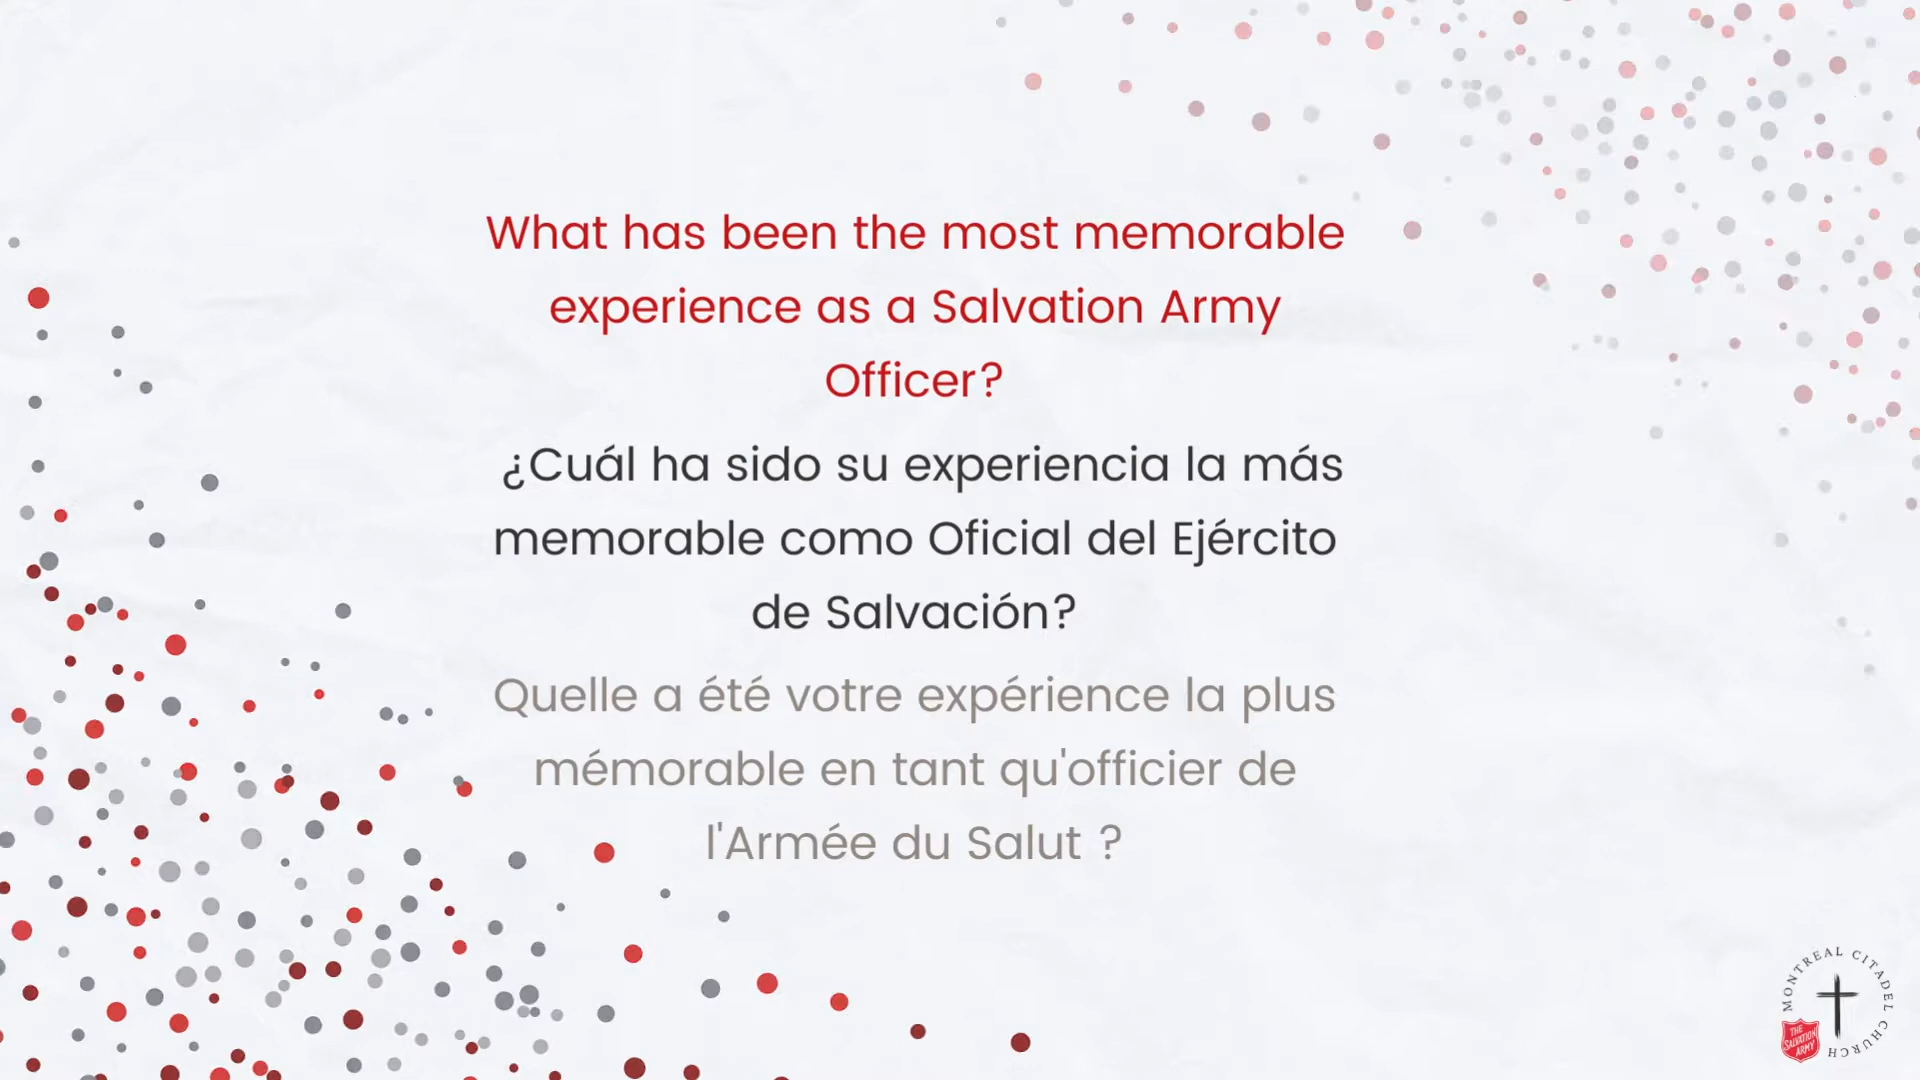 What has been the most memorable
experience as a Salvation Army
Officer?
¿Cuál ha sido su experiencia la más
memorable como Oficial del Ejército
de Salvación?
Quelle a été votre expérience la plus
mémorable en tant qu'officier de
l'Armée du Salut ?
MONTREAL CITADEL CHURCH
THE
SALVATION
ARMY